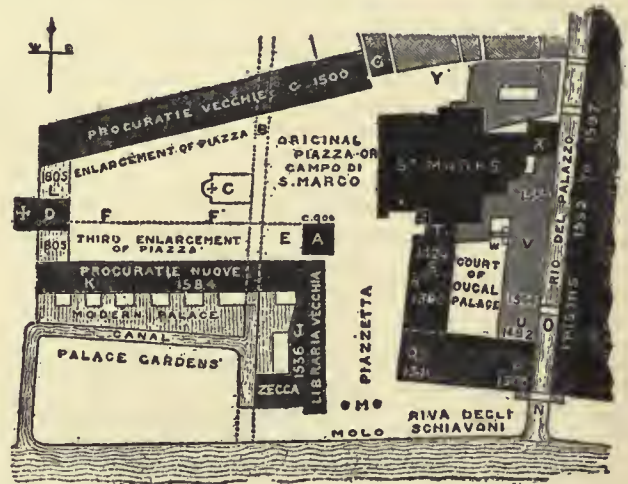 W E
PROCURATIE VECCHIE C 1500
G
Y'
ENLARGEMENT OF PIAZZA
B
ORIGINAL
PIAZZA OR
CAMPO DI
S. MARCO
ST MARKS
X
RIO DEL PALAZZO
1805
L
C
D
F F'
C.900
THIRD ENLARGEMENT
OF PIAZZA
E
A
1805
PROCURATIE NUOVE
K 1584
MODERN PALACE
CANAL
PALACE GARDENS
ZECCA
1536 J
LIBRARIA VECCHIA
PIAZZETTA
M
MOLO
COURT OF
DUCAL
PALACE
W
V
U
O
N
RIVA DEGLI
SCHIAVONI